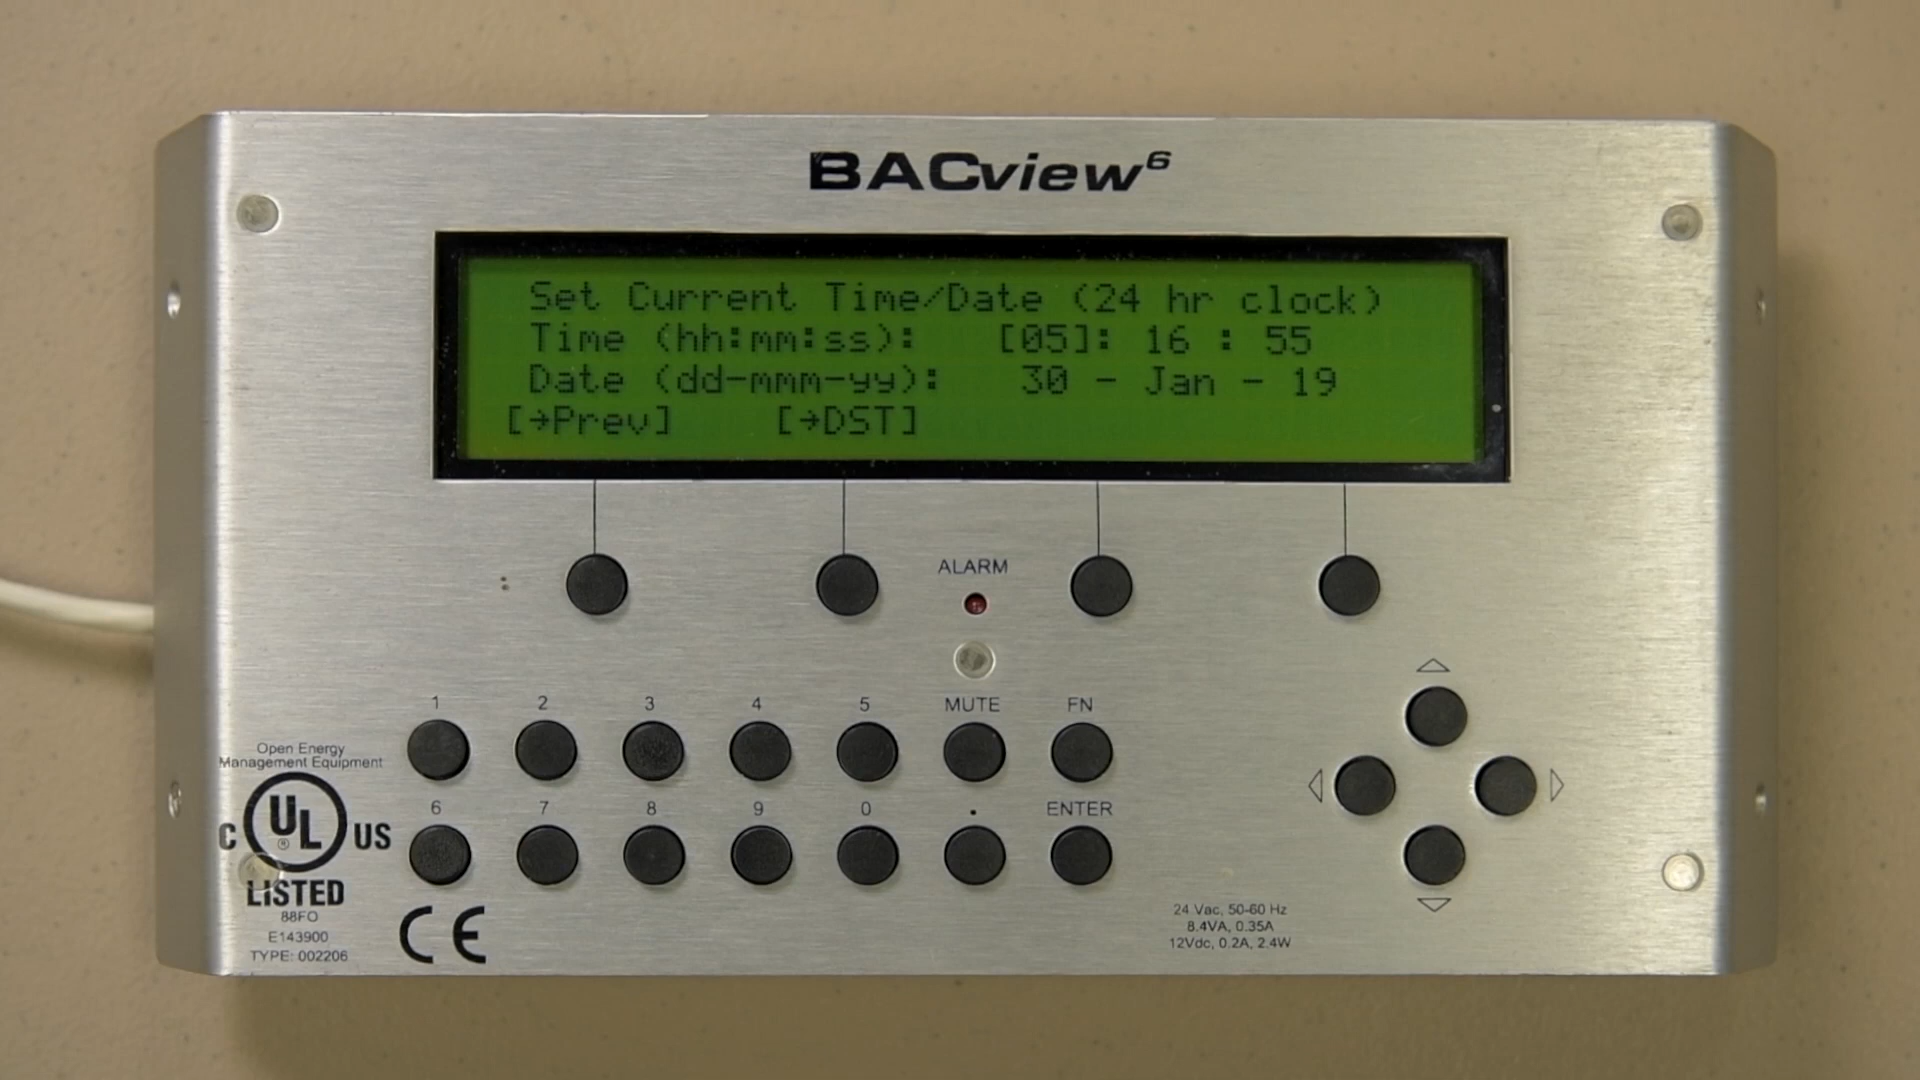 BACview⁶
Set Current Time/Date (24 hr clock)
Time (hh:mm:ss): [05]: 16 : 55
Date (dd-mmm-yy): 30 - Jan - 19
[→Prev] [→DST]
ALARM
1 2 3 4 5 MUTE FN
6 7 8 9 0 . ENTER
Open Energy
Management Equipment
C UL ® US
LISTED
88FO
E143900
TYPE: 002206
CE
24 Vac, 50-60 Hz
8.4VA, 0.35A
12Vdc, 0.2A, 2.4W